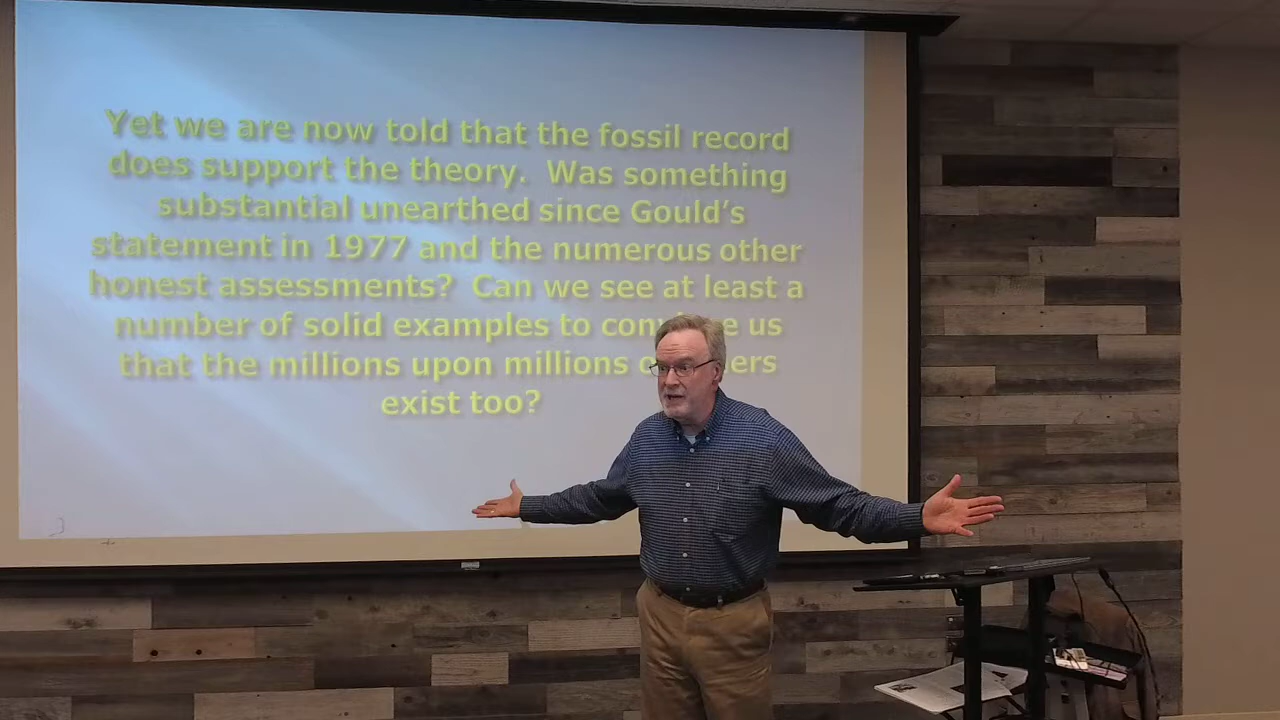 Yet we are now told that the fossil record
does support the theory.  Was something
substantial unearthed since Gould's
statement in 1977 and the numerous other
honest assessments?  Can we see at least a
number of solid examples to us
that the millions upon millions
exist too?